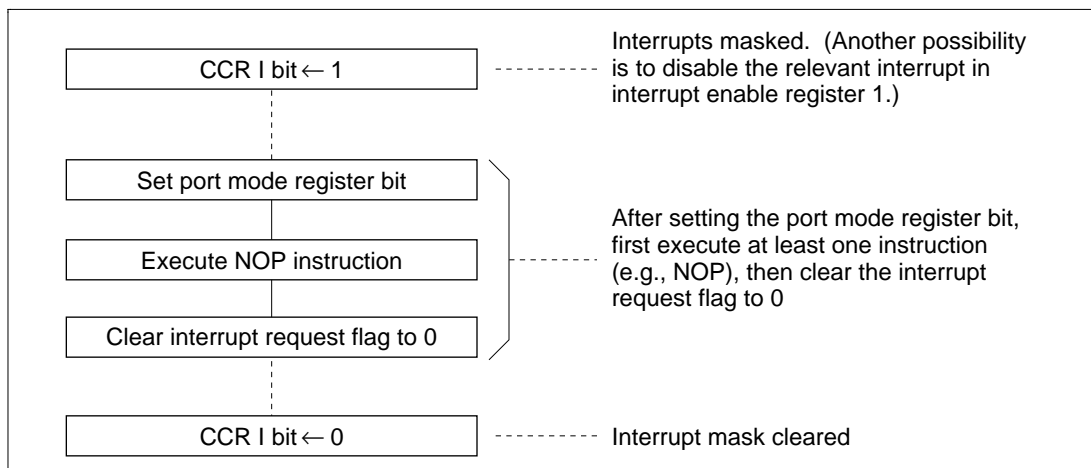 CCR I bit ← 1
Interrupts masked. (Another possibility
is to disable the relevant interrupt in
interrupt enable register 1.)
Set port mode register bit
Execute NOP instruction
Clear interrupt request flag to 0
After setting the port mode register bit,
first execute at least one instruction
(e.g., NOP), then clear the interrupt
request flag to 0
CCR I bit ← 0
Interrupt mask cleared